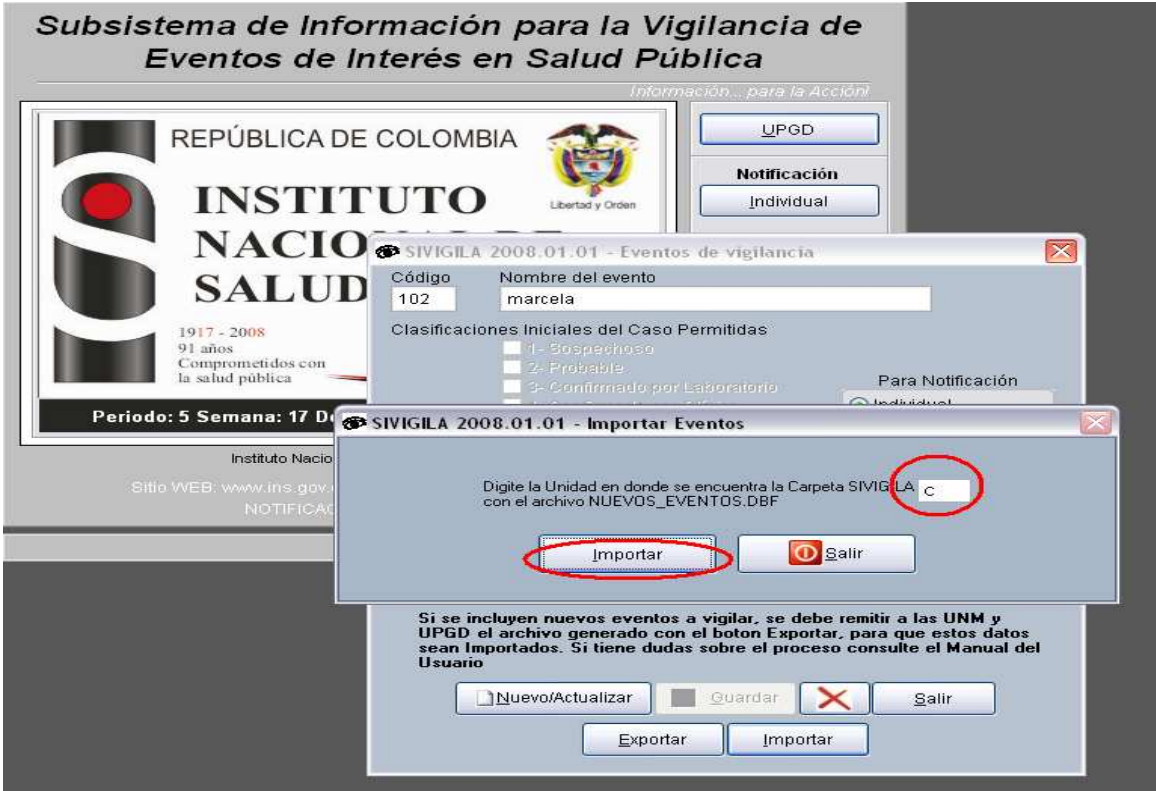 Subsistema de Información para la Vigilancia de
Eventos de Interés en Salud Pública
Información... para la Acción!
REPÚBLICA DE COLOMBIA
Libertad y Orden
INSTITUTO
NACIO
SALUD
1917 - 2008
91 años
Comprometidos con
la salud pública
Periodo: 5 Semana: 17
Instituto Nacio
Sitio WEB: www.ins.gov.
NOTIFICAC
UPGD
Notificación
Individual
SIVIGILA 2008.01.01 - Eventos de vigilancia
Código Nombre del evento
102 marcela
Clasificaciones Iniciales del Caso Permitidas
1- Sospechoso
2- Probable
3- Confirmado por Laboratorio
Para Notificación
Individual
SIVIGILA 2008.01.01 - Importar Eventos
Digite la Unidad en donde se encuentra la Carpeta SIVIGILA C
con el archivo NUEVOS_EVENTOS.DBF
Importar Salir
Si se incluyen nuevos eventos a vigilar, se debe remitir a las UNM y
UPGD el archivo generado con el boton Exportar, para que estos datos
sean Importados. Si tiene dudas sobre el proceso consulte el Manual del
Usuario
Nuevo/Actualizar Guardar Salir
Exportar Importar